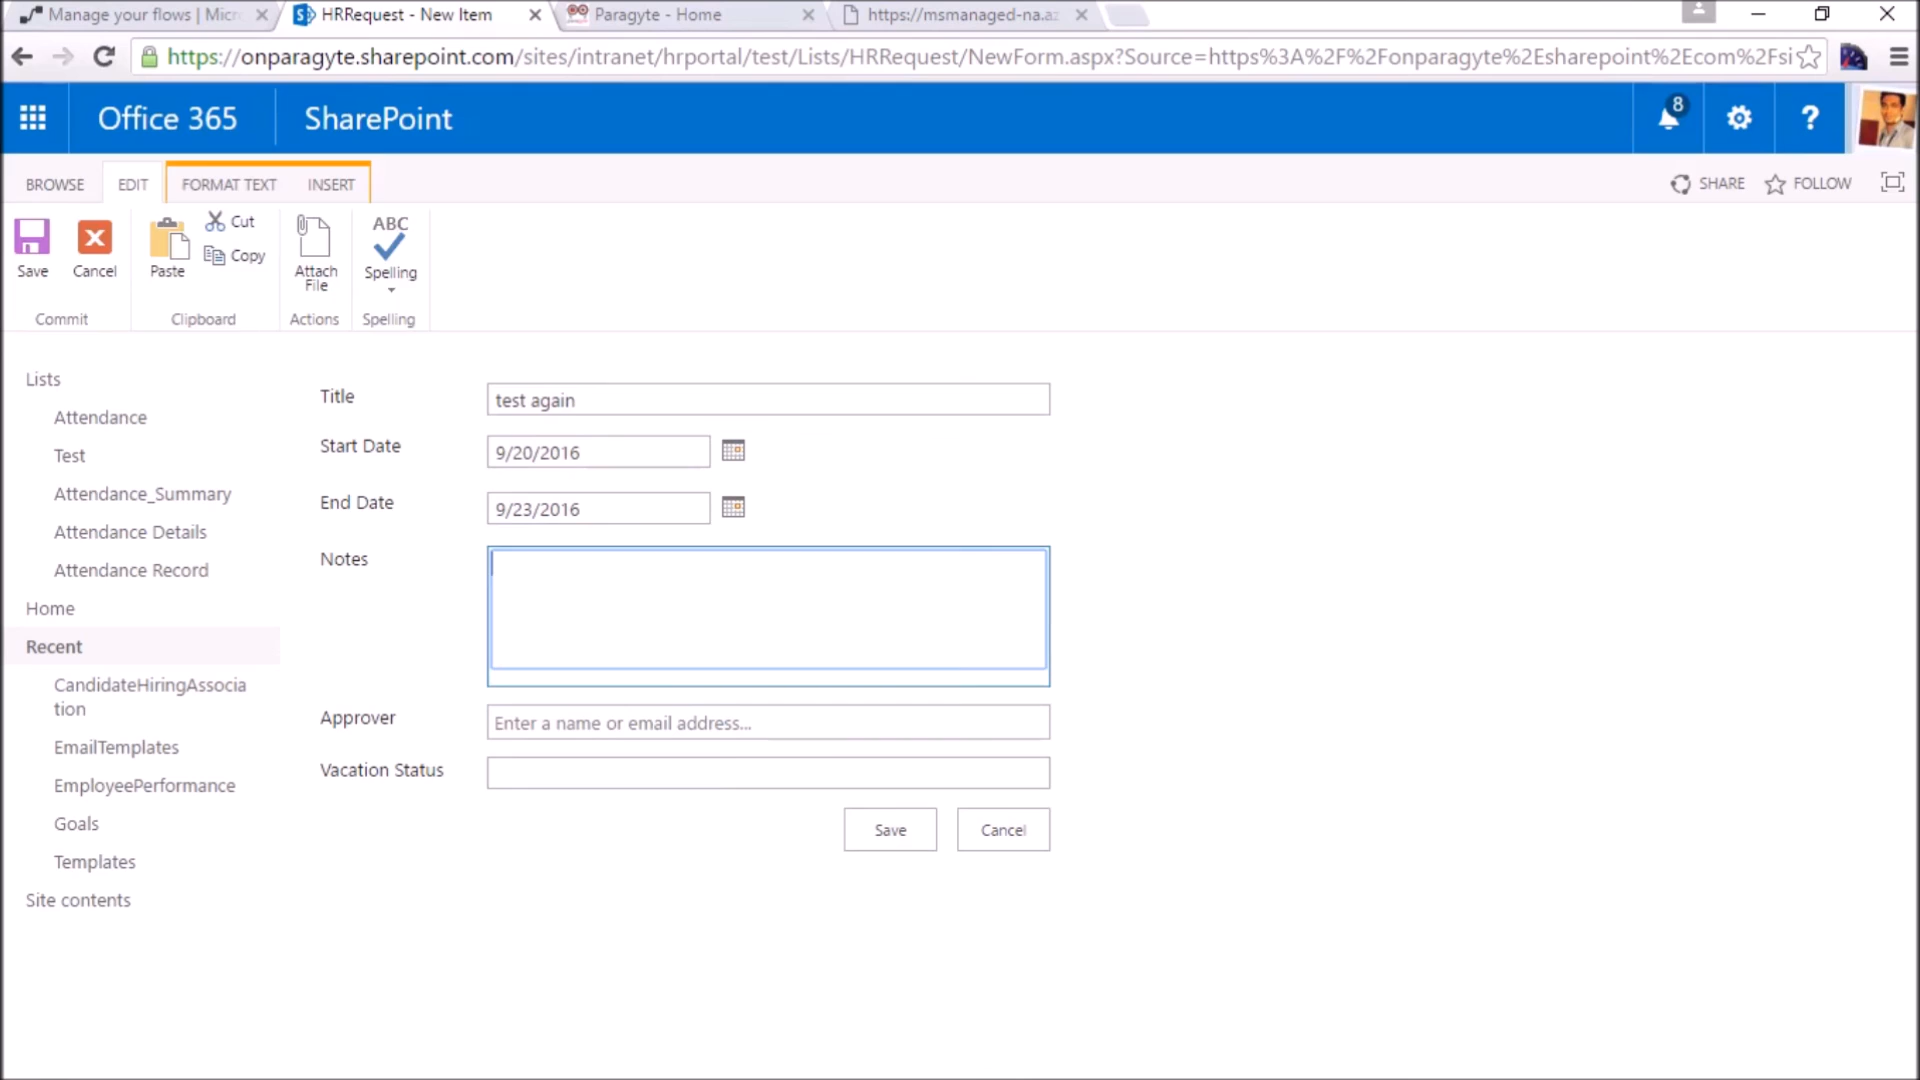 Manage your flows | Micr
HRRequest - New Item
Paragyte - Home
https://msmanaged-na.az
https://onparagyte.sharepoint.com/sites/intranet/hrportal/test/Lists/HRRequest/NewForm.aspx?Source=https%3A%2F%2Fonparagyte%2Esharepoint%2Ecom%2Fsi
Office 365
SharePoint
8
?
BROWSE
EDIT
FORMAT TEXT
INSERT
SHARE
FOLLOW
Save
Cancel
Commit
Paste
Cut
Copy
Clipboard
Attach
File
Actions
ABC
Spelling
Spelling
Lists
Attendance
Test
Attendance_Summary
Attendance Details
Attendance Record
Home
Recent
CandidateHiringAssocia
tion
EmailTemplates
EmployeePerformance
Goals
Templates
Site contents
Title
test again
Start Date
9/20/2016
End Date
9/23/2016
Notes
Approver
Enter a name or email address...
Vacation Status
Save
Cancel